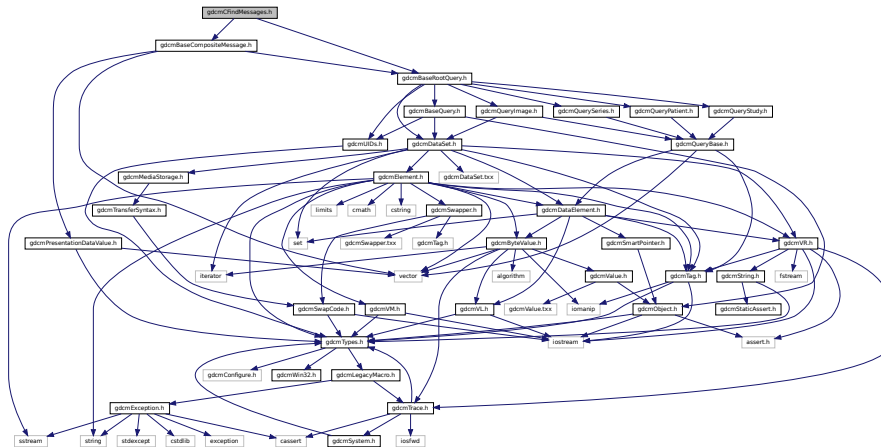 gdcmCFindMessages.h
gdcmBaseCompositeMessage.h
gdcmBaseRootQuery.h
gdcmBaseQuery.h gdcmQueryImage.h gdcmQuerySeries.h gdcmQueryPatient.h gdcmQueryStudy.h
gdcmUIDs.h gdcmDataSet.h gdcmQueryBase.h
gdcmMediaStorage.h gdcmElement.h gdcmDataSet.txx
gdcmTransferSyntax.h limits cmath cstring gdcmSwapper.h gdcmDataElement.h
gdcmPresentationDataValue.h set gdcmSwapper.txx gdcmTag.h gdcmByteValue.h gdcmSmartPointer.h gdcmVR.h
iterator vector algorithm gdcmValue.h gdcmTag.h gdcmString.h fstream
gdcmSwapCode.h gdcmVM.h gdcmVL.h gdcmValue.txx iomanip gdcmObject.h gdcmStaticAssert.h
gdcmTypes.h iostream assert.h
gdcmConfigure.h gdcmWin32.h gdcmLegacyMacro.h
gdcmException.h gdcmTrace.h
sstream string stdexcept cstdlib exception cassert gdcmSystem.h iosfwd